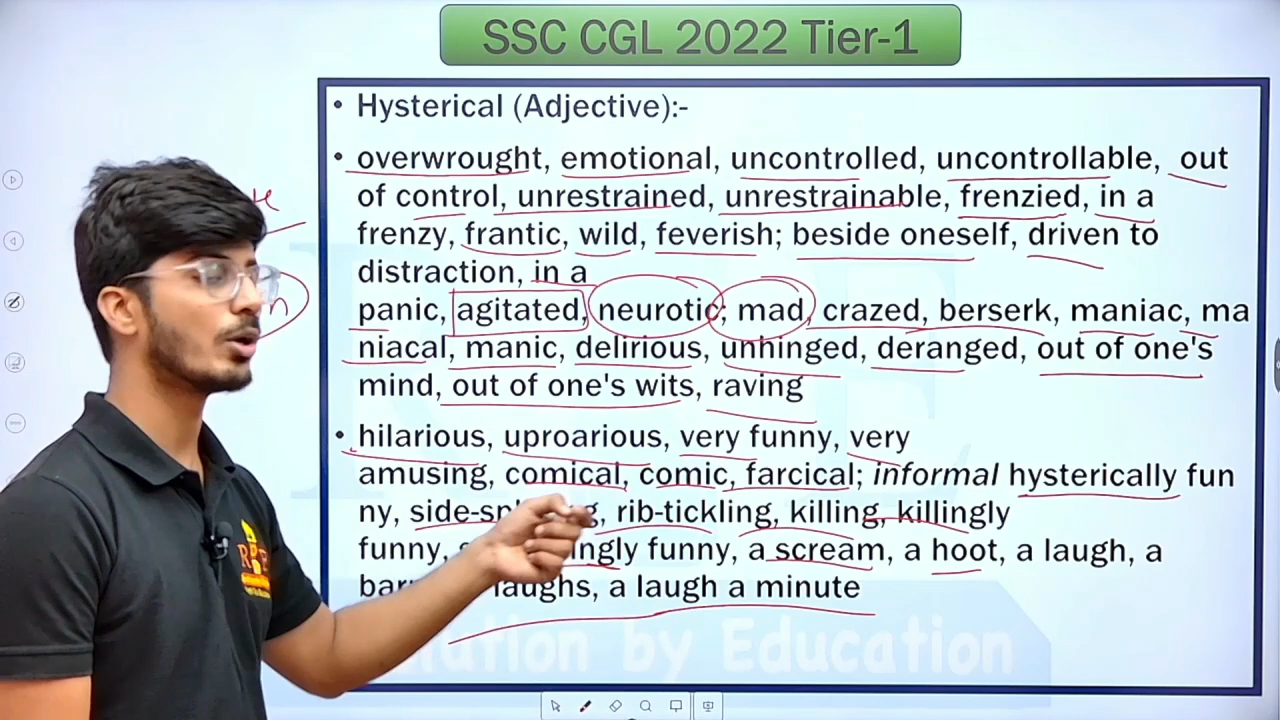 SSC CGL 2022 Tier-1
• Hysterical (Adjective):-
• overwrought, emotional, uncontrolled, uncontrollable, out
of control, unrestrained, unrestrainable, frenzied, in a
frenzy, frantic, wild, feverish; beside oneself, driven to
distraction, in a
panic, agitated, neurotic; mad, crazed, berserk, maniac, ma
niacal, manic, delirious, unhinged, deranged, out of one's
mind, out of one's wits, raving
• hilarious, uproarious, very funny, very
amusing, comical, comic, farcical; informal hysterically fun
ny, rib-tickling, killing, killingly
funny, funny, a scream, a hoot, a laugh, a
laughs, a laugh a minute
by Education